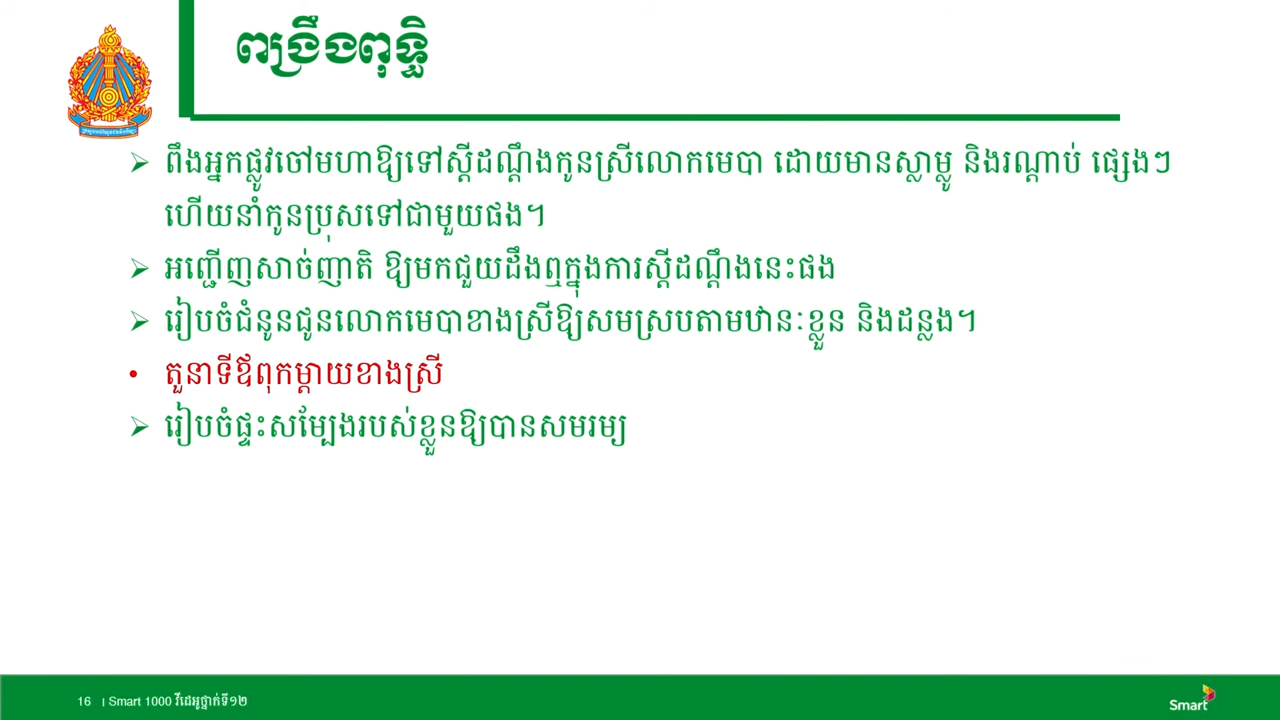 ពង្រឹងពុទ្ធិ
ពឹងអ្នកផ្លូវចៅមហាឱ្យទៅស្តីដណ្តឹងកូនស្រីលោកមេបា ដោយមានស្លាម្លូ និងរណ្តាប់ ផ្សេងៗ
ហើយនាំកូនប្រុសទៅជាមួយផង។
អញ្ជើញសាច់ញាតិ ឱ្យមកជួយដឹងឮក្នុងការស្តីដណ្តឹងនេះផង
រៀបចំជំនូនជូនលោកមេបាខាងស្រីឱ្យសមស្របតាមឋានៈខ្លួន និងដន្លង។
• តួនាទីឪពុកម្តាយខាងស្រី
រៀបចំផ្ទះសម្បែងរបស់ខ្លួនឱ្យបានសមរម្យ
16 | Smart 1000 វីដេអូថ្នាក់ទី១២
Smart